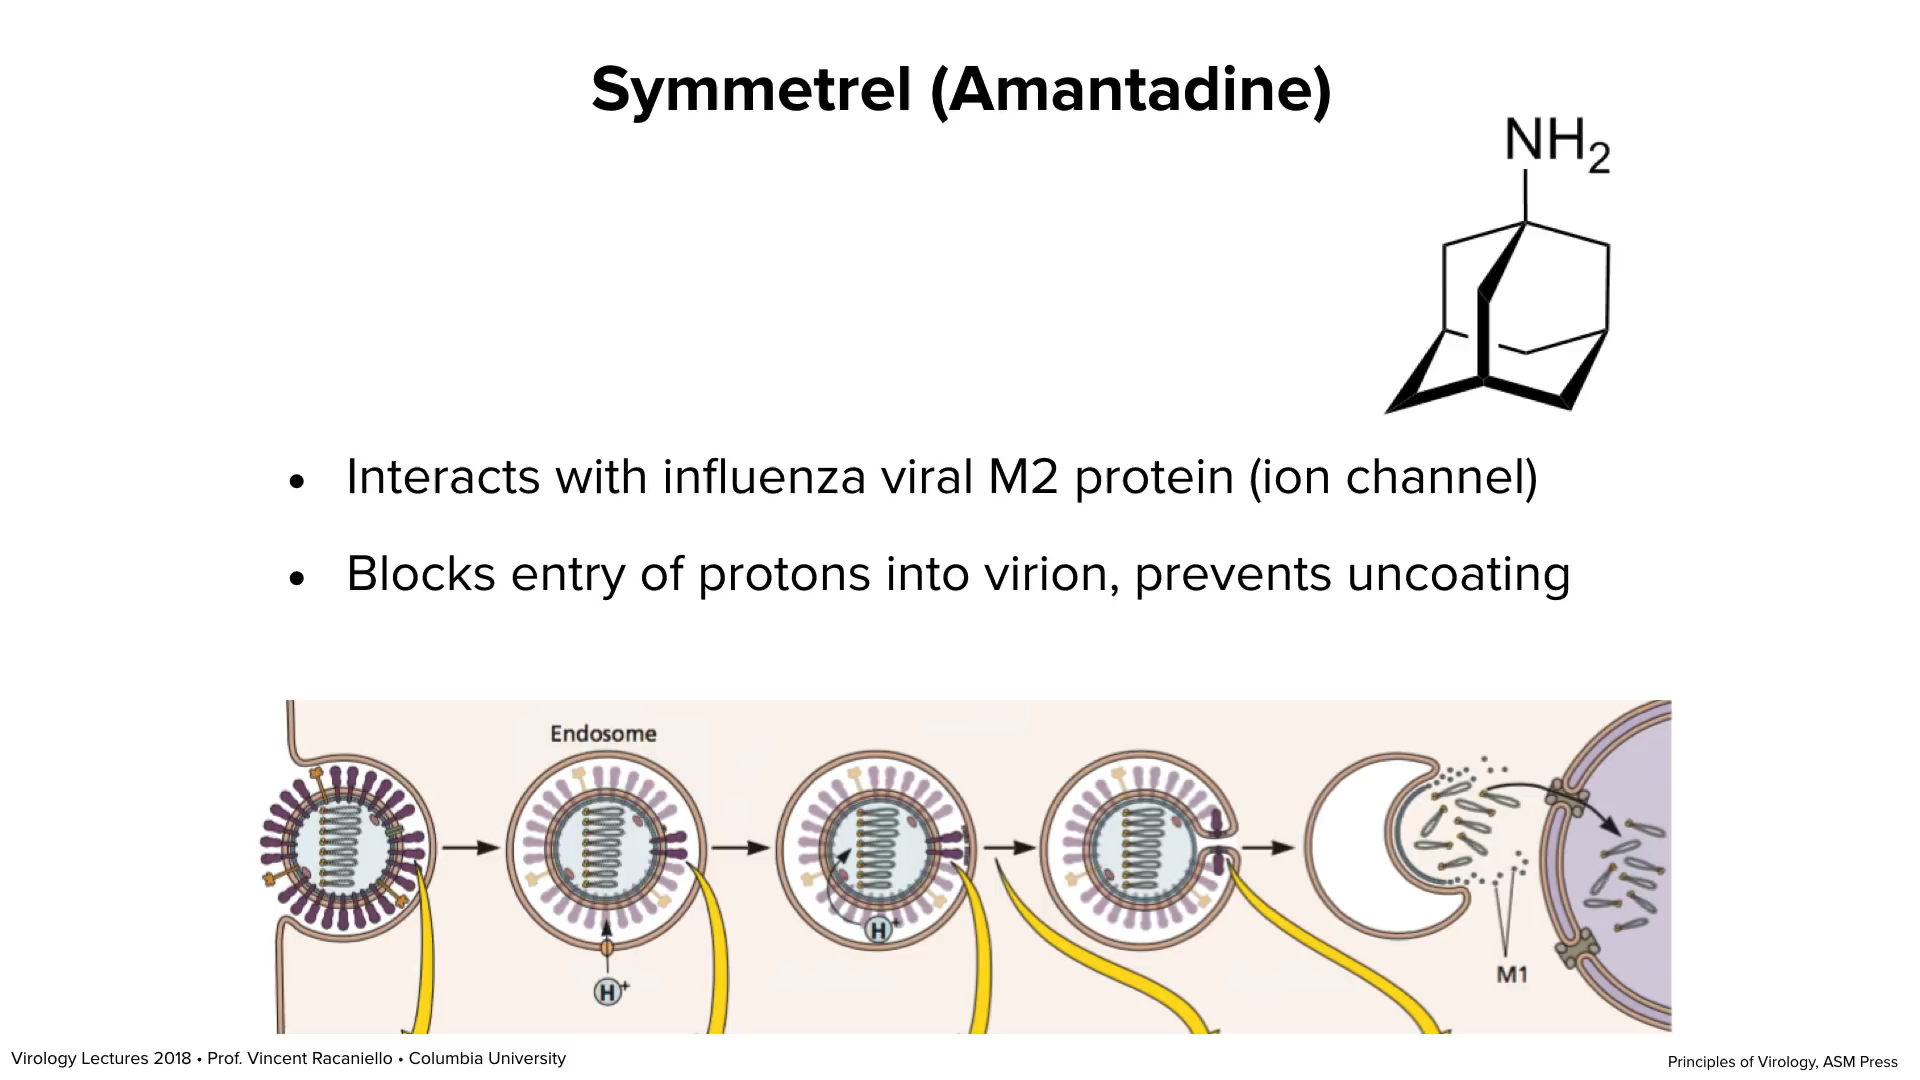 Symmetrel (Amantadine)
NH2
• Interacts with influenza viral M2 protein (ion channel)
• Blocks entry of protons into virion, prevents uncoating
Endosome
H+
H+
M1
Virology Lectures 2018 • Prof. Vincent Racaniello • Columbia University
Principles of Virology, ASM Press